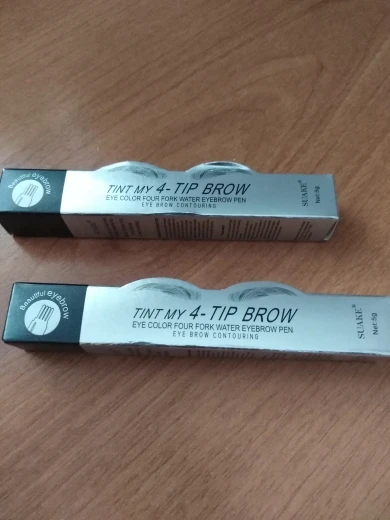 Beautiful eyebrow
TINT MY 4-TIP BROW
EYE COLOR FOUR FORK WATER EYEBROW PEN
EYE BROW CONTOURING
SUAKE®
Net:5g
Beautiful eyebrow
TINT MY 4-TIP BROW
EYE COLOR FOUR FORK WATER EYEBROW PEN
EYE BROW CONTOURING
SUAKE®
Net:5g